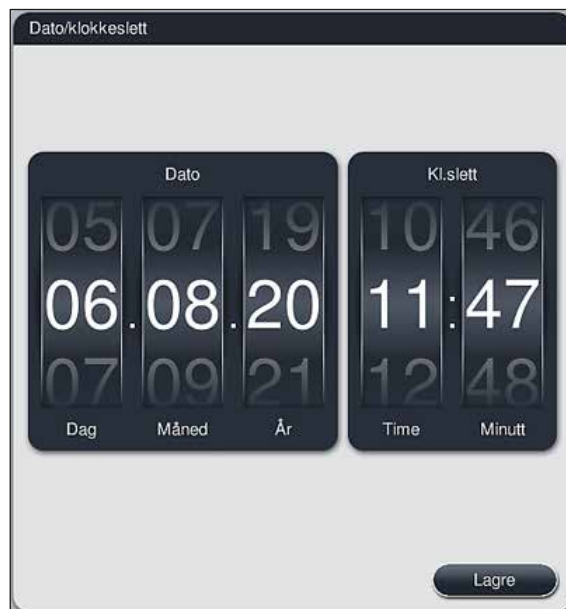 Dato/klokkeslett
Dato Kl.slett
05 07 19 10 46
06.08.20 11:47
07 09 21 12 48
Dag Måned År Time Minutt
Lagre